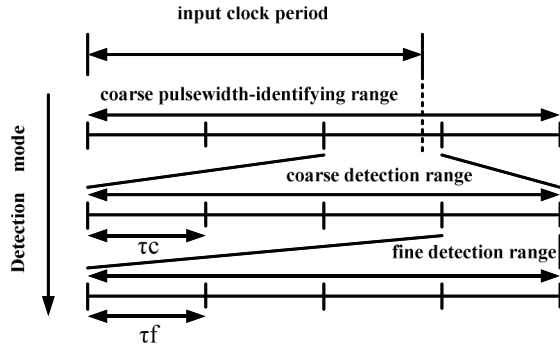 input clock period
coarse pulsewidth-identifying range
coarse detection range
τc
fine detection range
τf
Detection mode